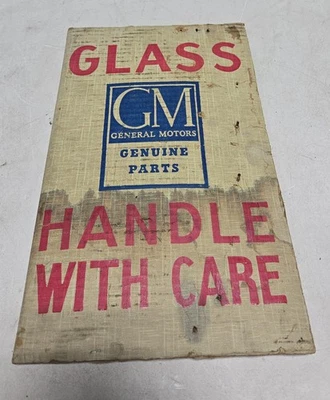 GLASS
GM
GENERAL MOTORS
GENUINE
PARTS
HANDLE
WITH CARE